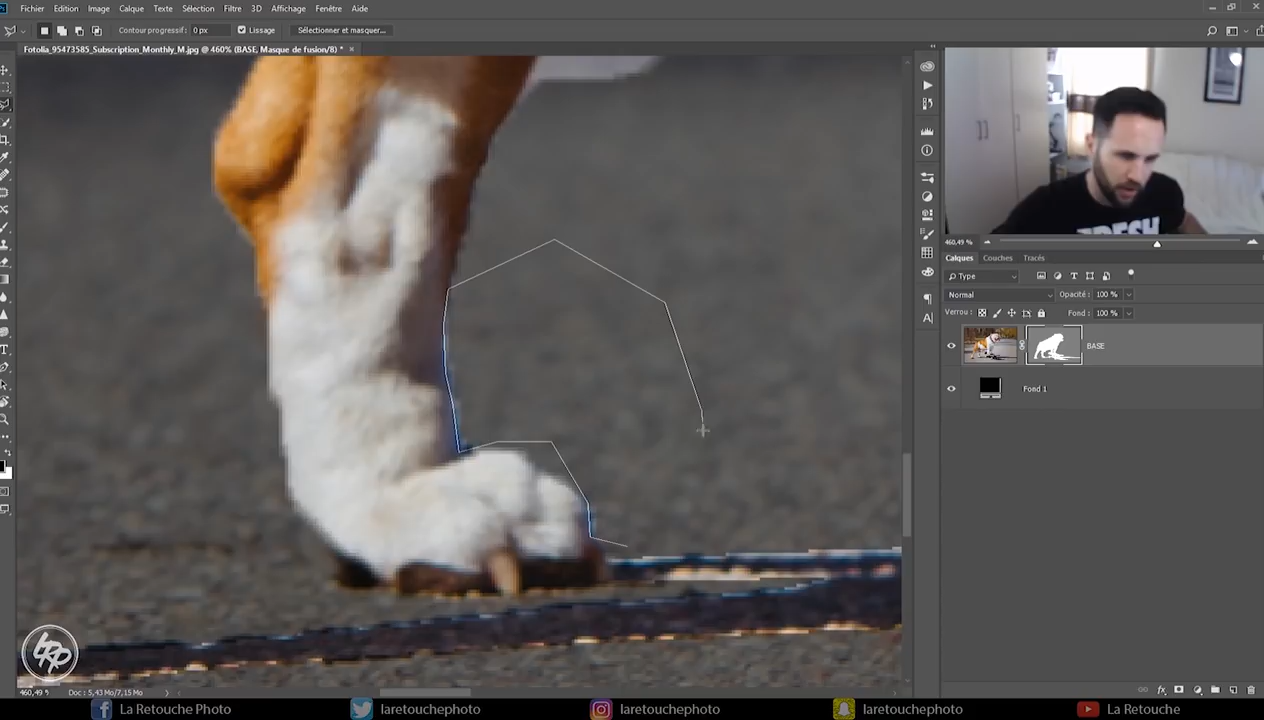 Fichier Edition Image Calque Texte Sélection Filtre 3D Affichage Fenêtre Aide
Contour progressif: 0 px Lissage Sélectionner et masquer...
Fotolia_95473585_Subscription_Monthly_M.jpg @ 460% (BASE, Masque de fusion/8) * ×
FRESH
460,49 %
Calques Couches Tracés
Type
Normal Opacité: 100 %
Verrou: Fond: 100 %
BASE
Fond 1
LRP
460,49 % Doc : 5,43 Mo/7,15 Mo
La Retouche Photo laretouchephoto laretouchephoto laretouchephoto La Retouche